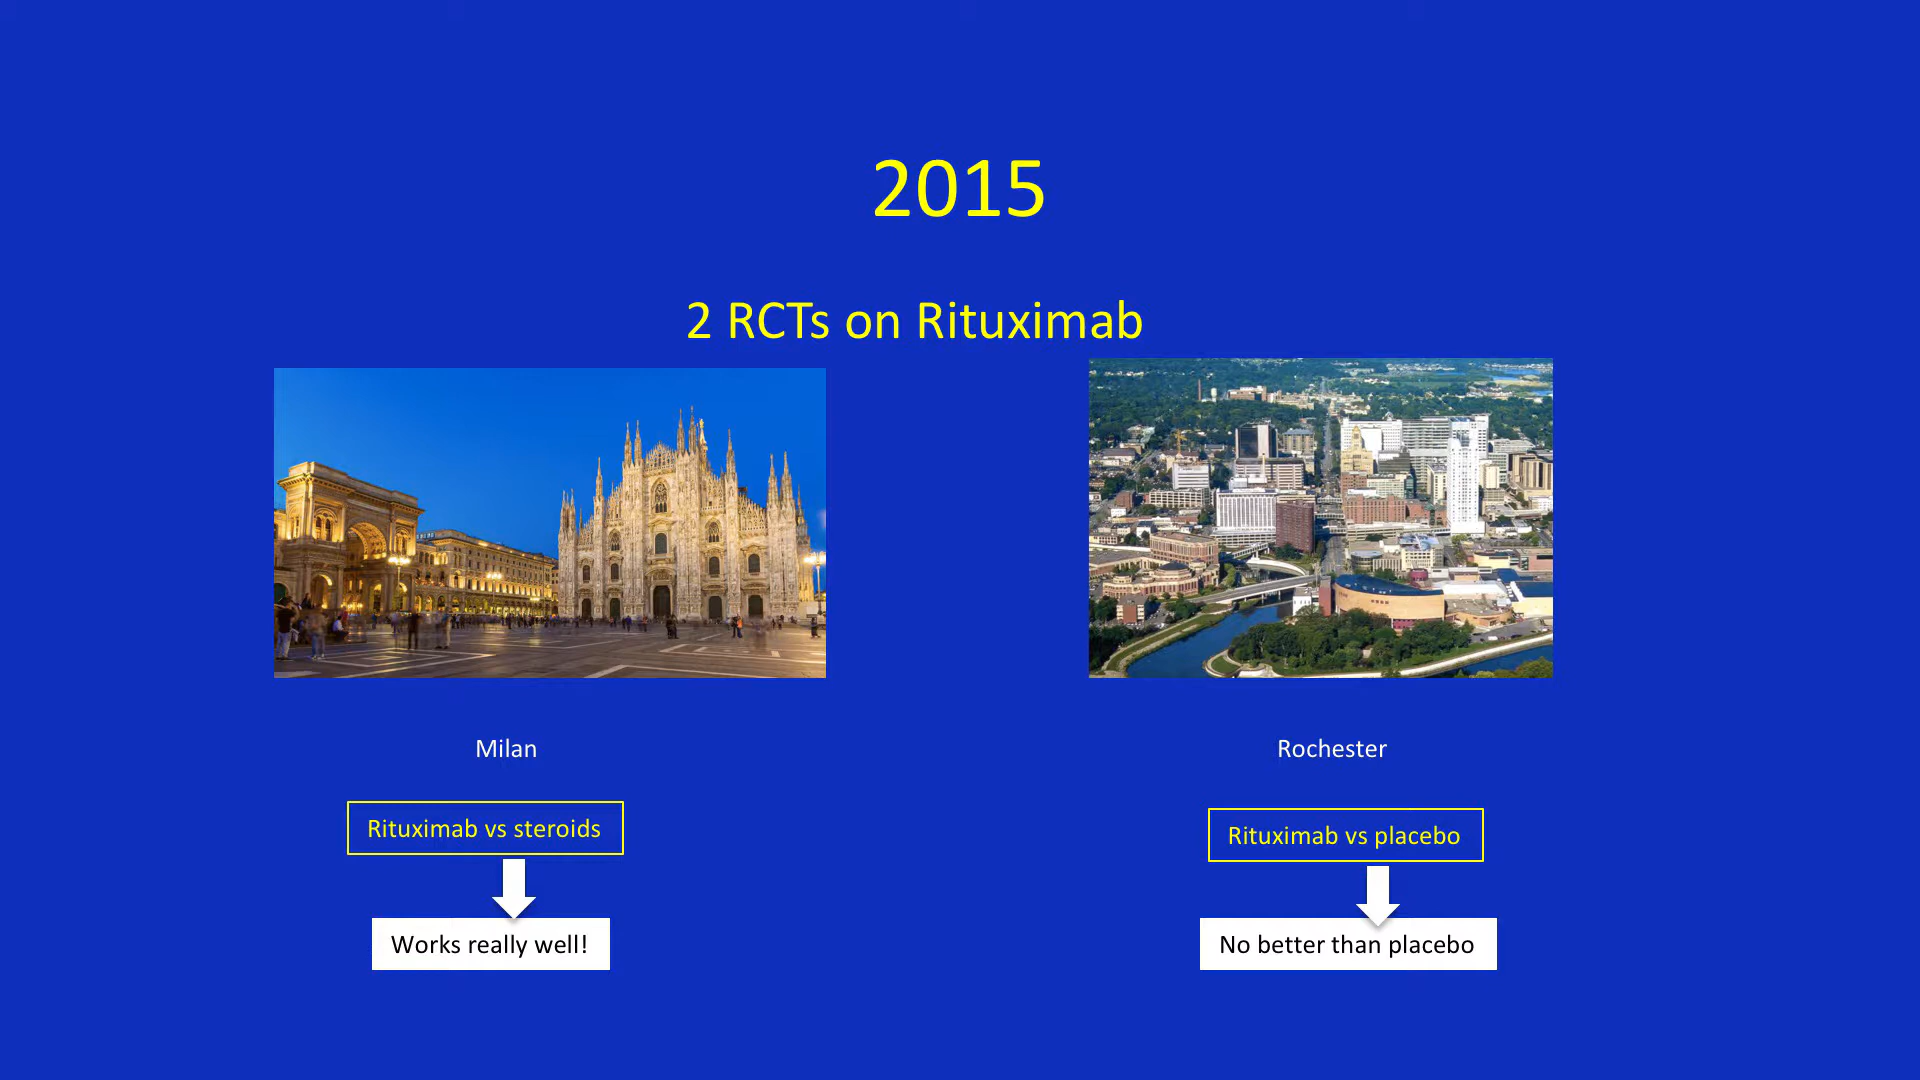 2015
2 RCTs on Rituximab
Milan
Rituximab vs steroids
Works really well!
Rochester
Rituximab vs placebo
No better than placebo